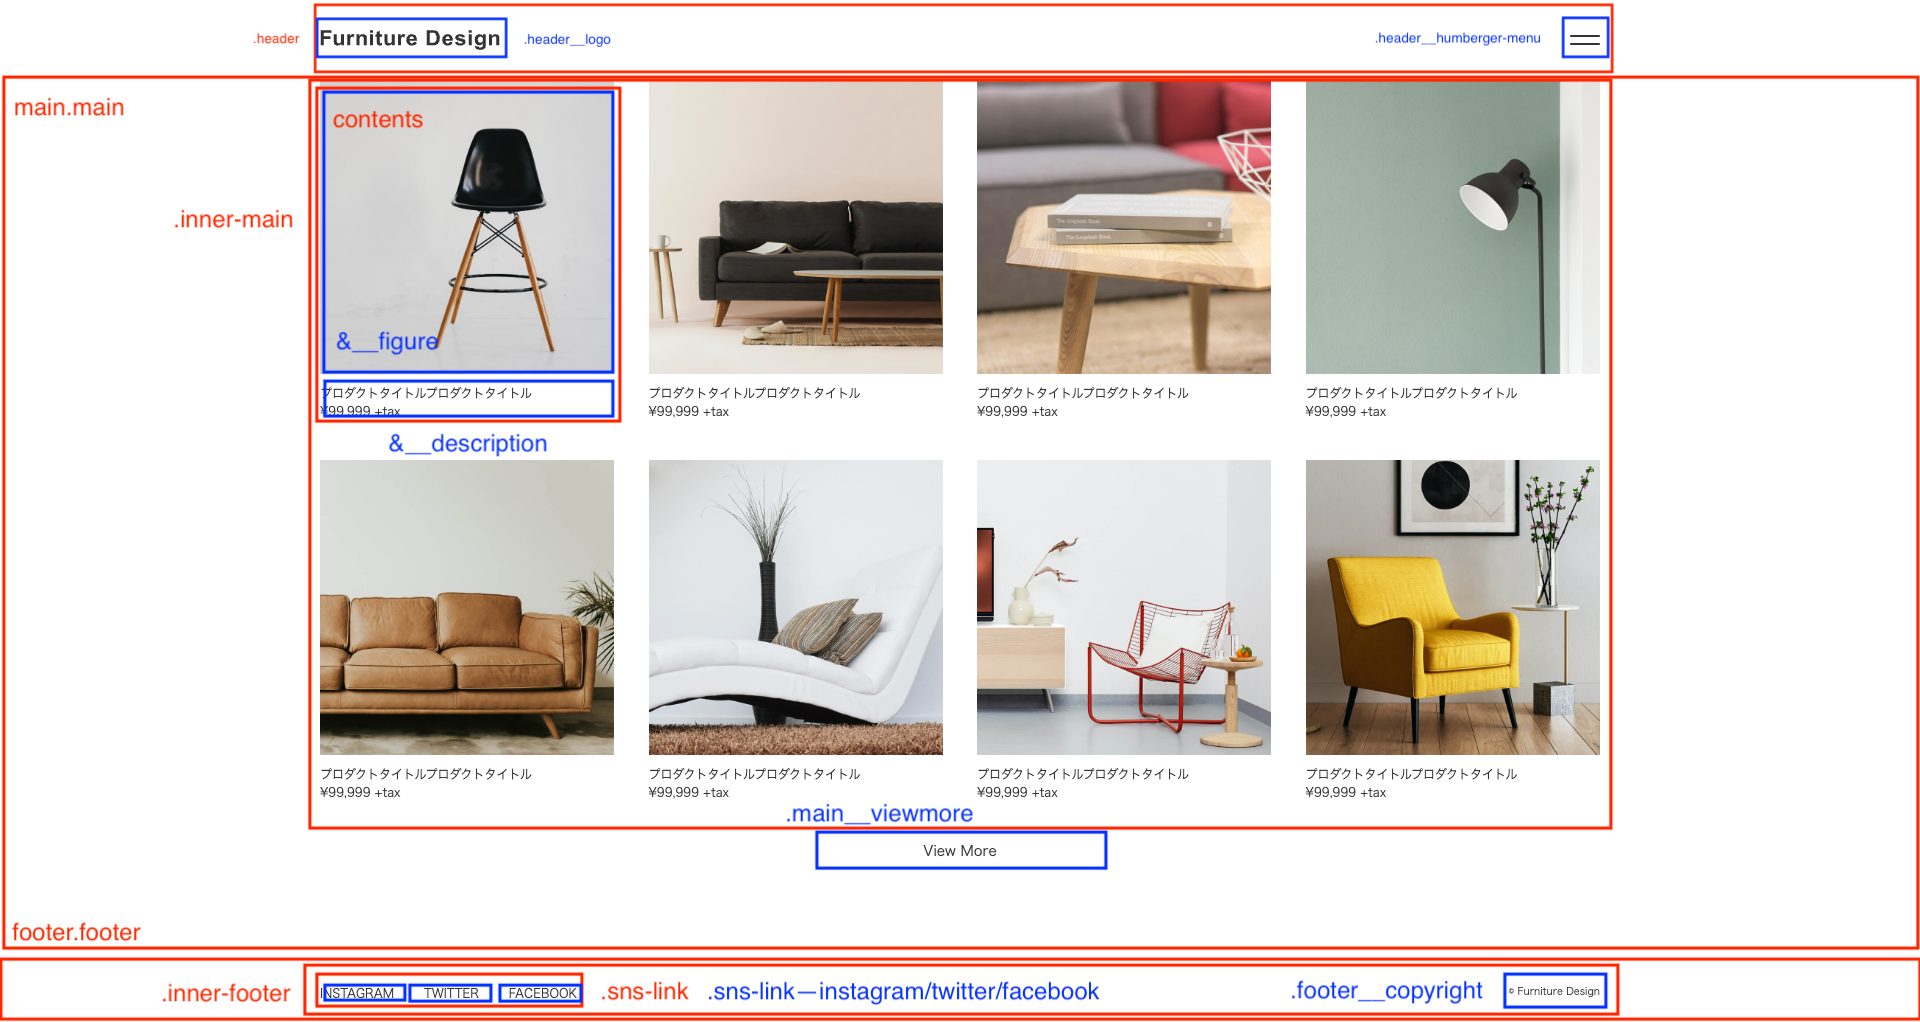 .header
Furniture Design
.header__logo
.header__humberger-menu
main.main
.inner-main
contents
&__figure
The Unsplash Book
The Unsplash Book
プロダクトタイトルプロダクトタイトル
¥99,999 +tax
プロダクトタイトルプロダクトタイトル
¥99,999 +tax
プロダクトタイトルプロダクトタイトル
¥99,999 +tax
プロダクトタイトルプロダクトタイトル
¥99,999 +tax
&__description
プロダクトタイトルプロダクトタイトル
¥99,999 +tax
プロダクトタイトルプロダクトタイトル
¥99,999 +tax
プロダクトタイトルプロダクトタイトル
¥99,999 +tax
プロダクトタイトルプロダクトタイトル
¥99,999 +tax
.main__viewmore
View More
footer.footer
.inner-footer
INSTAGRAM
TWITTER
FACEBOOK
.sns-link
.sns-link—instagram/twitter/facebook
.footer__copyright
© Furniture Design